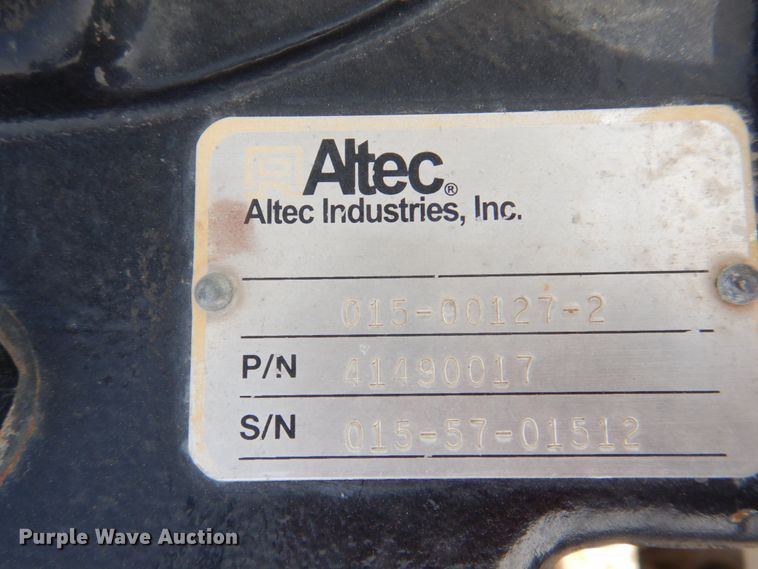 Altec®
Altec Industries, Inc.
015-00127-2
P/N 41490017
S/N 015-57-01512
Purple Wave Auction